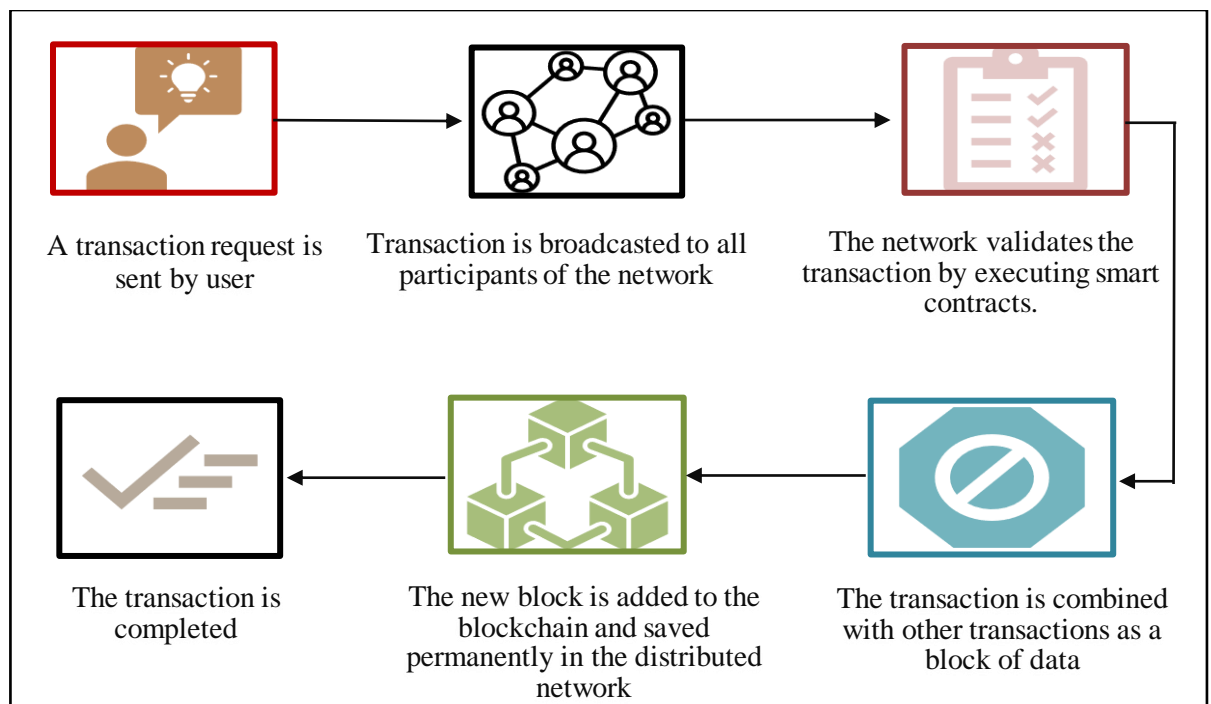 A transaction request is
sent by user
Transaction is broadcasted to all
participants of the network
The network validates the
transaction by executing smart
contracts.
The transaction is
completed
The new block is added to the
blockchain and saved
permanently in the distributed
network
The transaction is combined
with other transactions as a
block of data